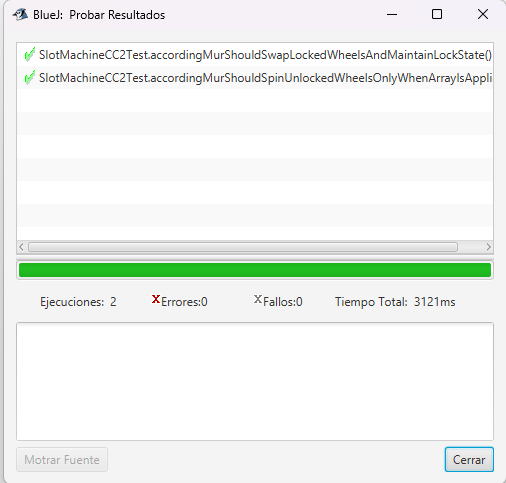 BlueJ: Probar Resultados
SlotMachineCC2Test.accordingMurShouldSwapLockedWheelsAndMaintainLockState()
SlotMachineCC2Test.accordingMurShouldSpinUnlockedWheelsOnlyWhenArrayIsAppli
Ejecuciones: 2 Errores:0 Fallos:0 Tiempo Total: 3121ms
Motrar Fuente Cerrar